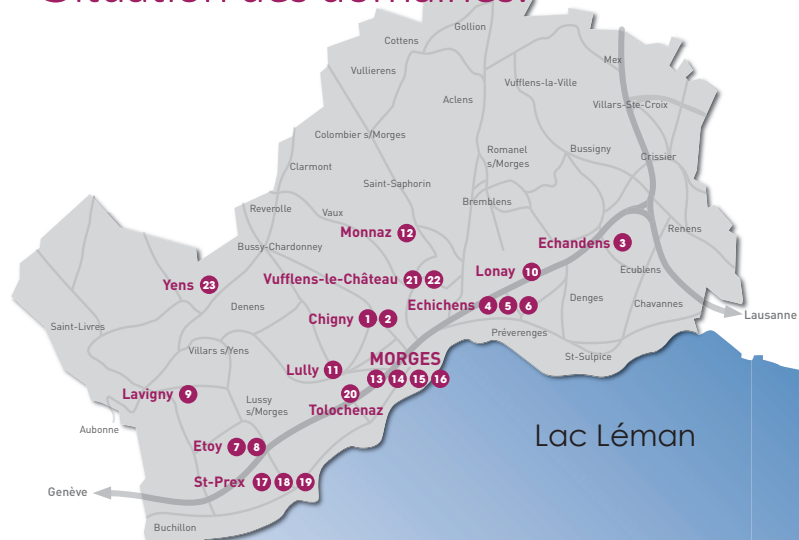 Situation des domaines.
Gollion
Cottens
Mex
Vullierens
Vufflens-la-Ville
Aclens
Villars-Ste-Croix
Colombier s/Morges
Romanel
s/Morges
Bussigny
Crissier
Clarmont
Saint-Saphorin
Bremblens
Reverolle
Vaux
Renens
Monnaz 12
Echandens 3
Bussy-Chardonney
Ecublens
Lonay 10
Vufflens-le-Château 21 22
Yens 23
Denges
Chavannes
Denens
Echichens 4 5 6
Lausanne
Chigny 1 2
Saint-Livres
Préverenges
Villars s/Yens
St-Sulpice
MORGES
13 14 15 16
Lully 11
Lavigny 9
20
Tolochenaz
Lussy
s/Morges
Aubonne
Lac Léman
Etoy 7 8
St-Prex 17 18 19
Genève
Buchillon